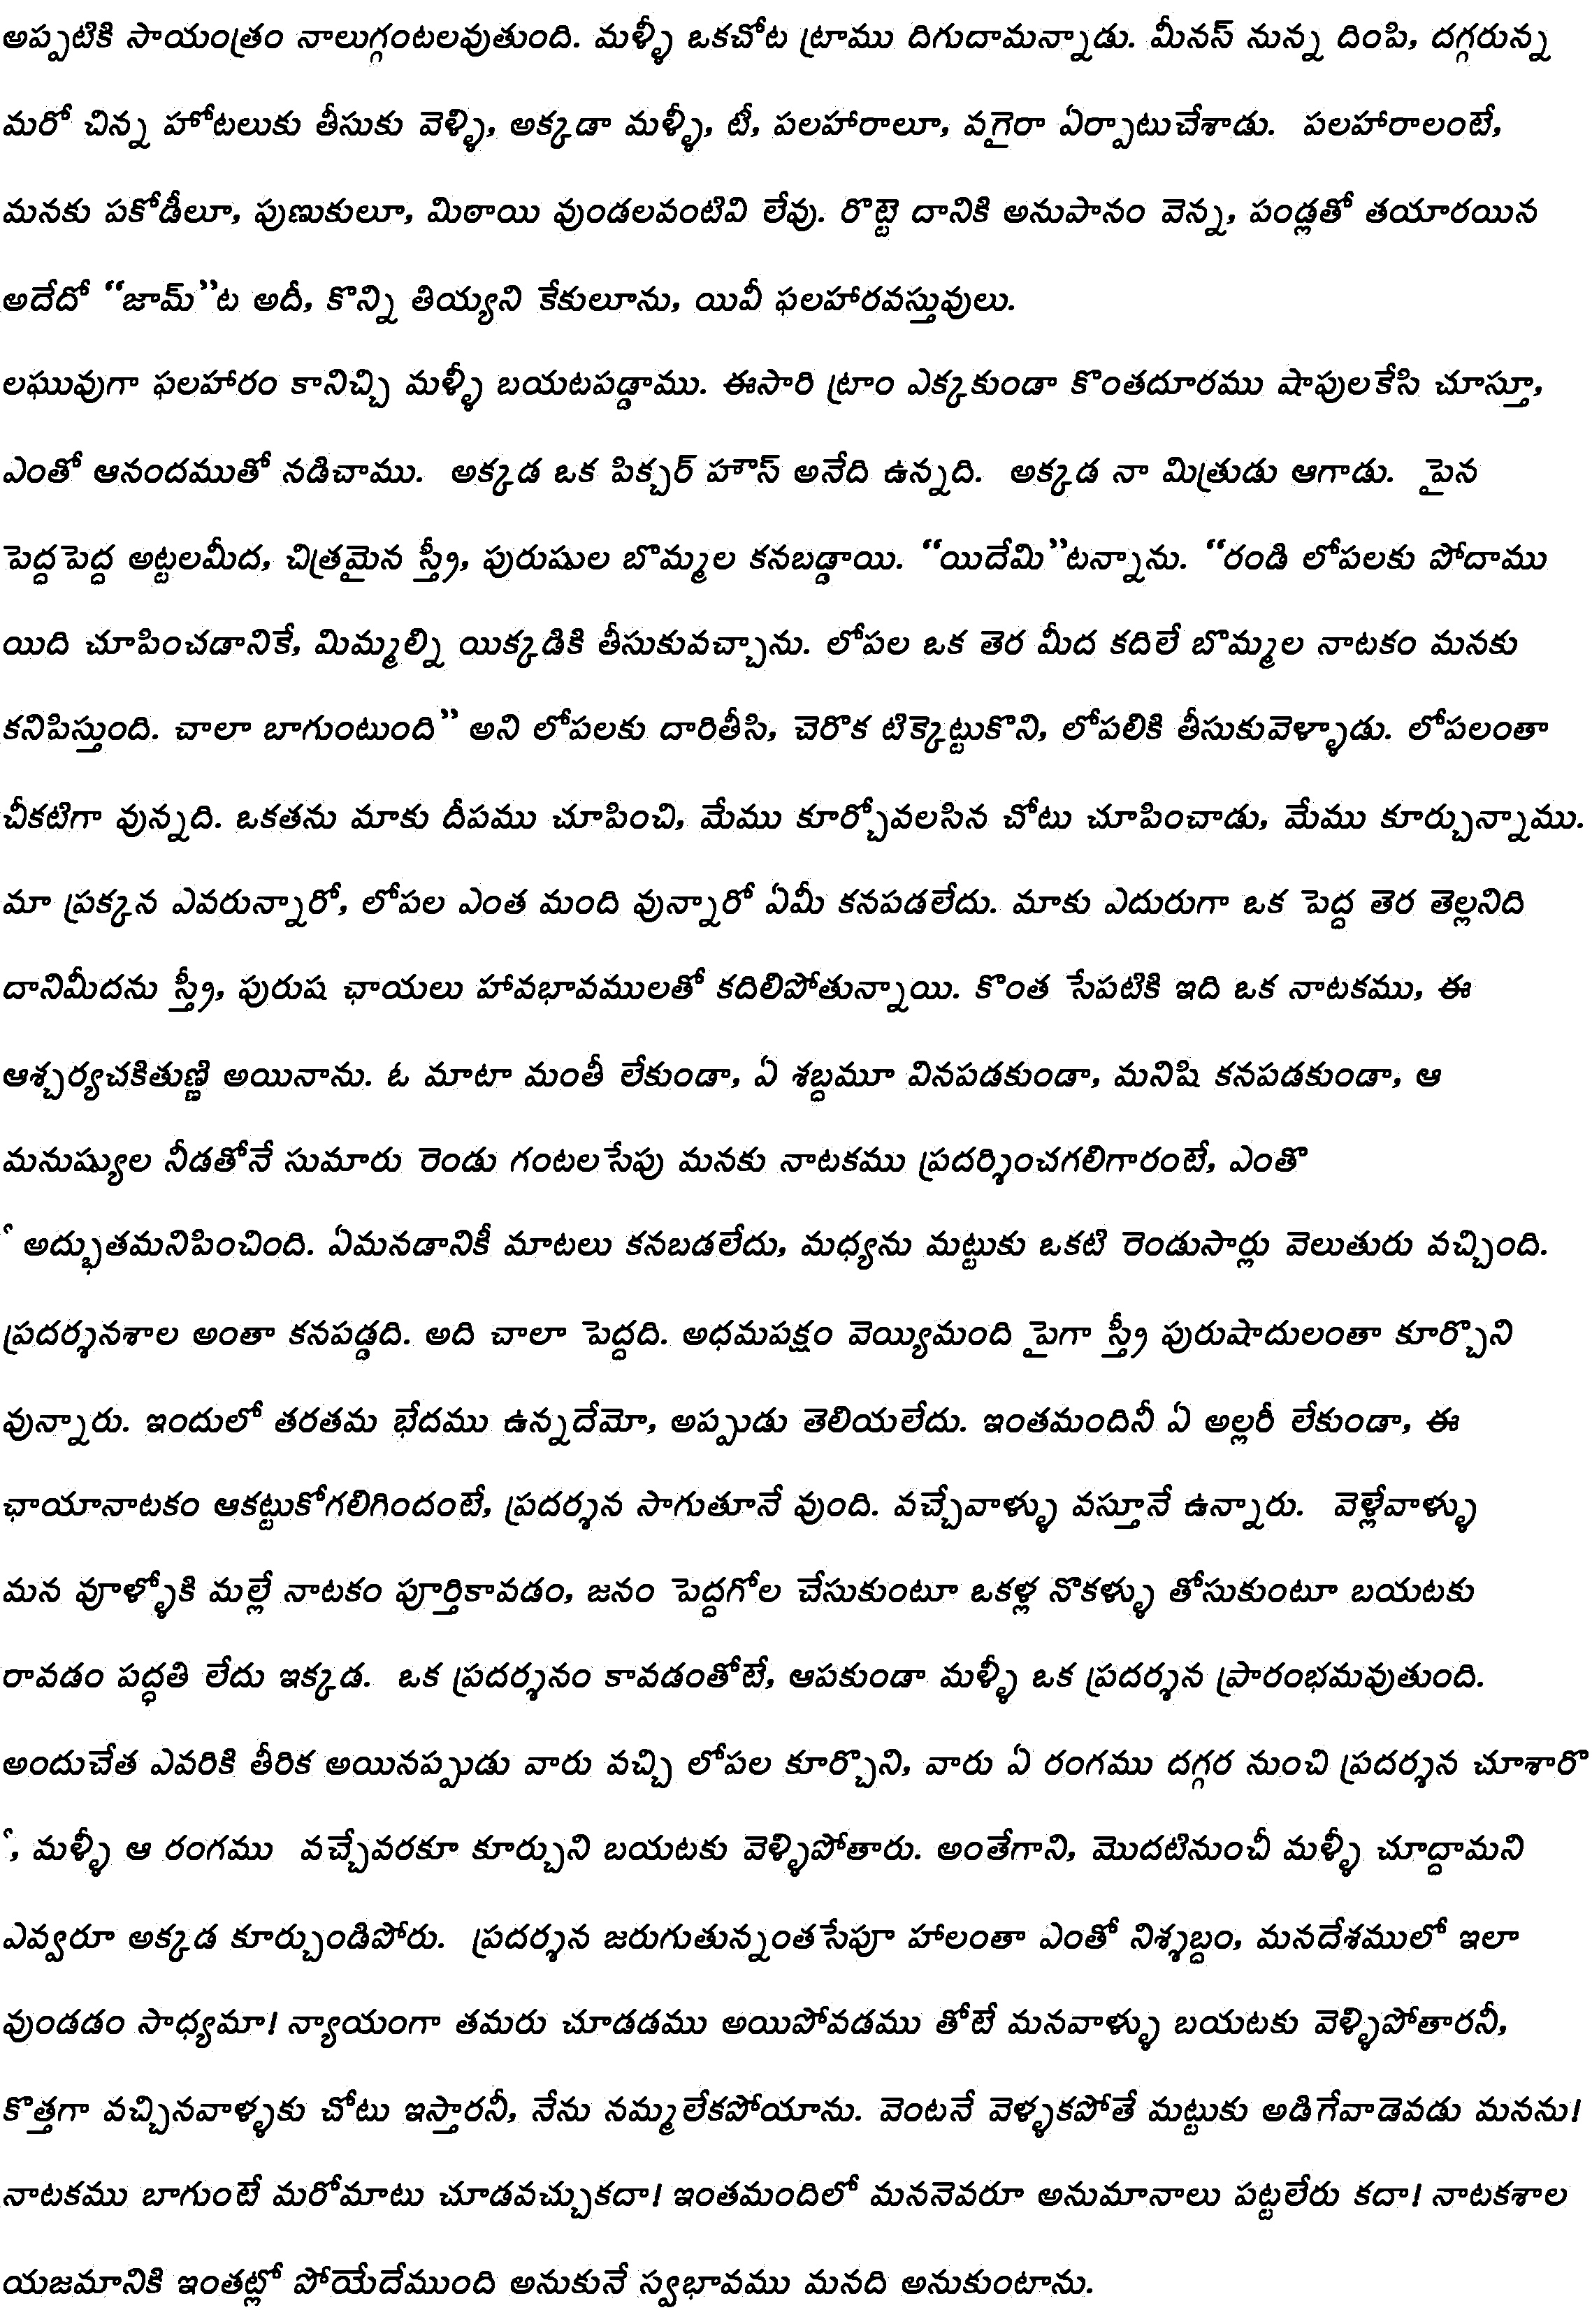 అప్పటికి సాయంత్రం నాలుగ్గంటలవుతుంది. మళ్ళీ ఒకచోట ట్రాము దిగుదామన్నాడు. మీనస్ నున్న దింపి, దగ్గరున్న
మరో చిన్న హోటలుకు తీసుకు వెళ్ళి, అక్కడా మళ్ళీ, టీ, పలహారాలూ, వగైరా ఏర్పాటుచేశాడు. పలహారాలంటే,
మనకు పకోడీలూ, పుణుకులూ, మిఠాయి వుండలవంటివి లేవు. రొట్టె దానికి అనుపానం వెన్న, పండ్లతో తయారయిన
అదేదో “జామ్”ట అదీ, కొన్ని తియ్యని కేకులూను, యివీ ఫలహారవస్తువులు.
లఘువుగా ఫలహారం కానిచ్చి మళ్ళీ బయటపడ్డాము. ఈసారి ట్రాం ఎక్కకుండా కొంతదూరము షాపులకేసి చూస్తూ,
ఎంతో ఆనందముతో నడిచాము. అక్కడ ఒక పిక్చర్ హౌస్ అనేది ఉన్నది. అక్కడ నా మిత్రుడు ఆగాడు. పైన
పెద్దపెద్ద అట్టలమీద, చిత్రమైన స్త్రీ, పురుషుల బొమ్మల కనబడ్డాయి. “యిదేమి”టన్నాను. “రండి లోపలకు పోదాము
యిది చూపించడానికే, మిమ్మల్ని యిక్కడికి తీసుకువచ్చాను. లోపల ఒక తెర మీద కదిలే బొమ్మల నాటకం మనకు
కనిపిస్తుంది. చాలా బాగుంటుంది” అని లోపలకు దారితీసి, చెరొక టిక్కెట్టుకొని, లోపలికి తీసుకువెళ్ళాడు. లోపలంతా
చీకటిగా వున్నది. ఒకతను మాకు దీపము చూపించి, మేము కూర్చోవలసిన చోటు చూపించాడు, మేము కూర్చున్నాము.
మా ప్రక్కన ఎవరున్నారో, లోపల ఎంత మంది వున్నారో ఏమీ కనపడలేదు. మాకు ఎదురుగా ఒక పెద్ద తెర తెల్లనిది
దానిమీదను స్త్రీ, పురుష ఛాయలు హావభావములతో కదిలిపోతున్నాయి. కొంత సేపటికి ఇది ఒక నాటకము, ఈ
ఆశ్చర్యచకితుణ్ణి అయినాను. ఓ మాటా మంతీ లేకుండా, ఏ శబ్దమూ వినపడకుండా, మనిషి కనపడకుండా, ఆ
మనుష్యుల నీడతోనే సుమారు రెండు గంటలసేపు మనకు నాటకము ప్రదర్శించగలిగారంటే, ఎంతొ
ే అద్భుతమనిపించింది. ఏమనడానికీ మాటలు కనబడలేదు, మధ్యను మట్టుకు ఒకటి రెండుసార్లు వెలుతురు వచ్చింది.
ప్రదర్శనశాల అంతా కనపడ్డది. అది చాలా పెద్దది. అధమపక్షం వెయ్యిమంది పైగా స్త్రీ పురుషాదులంతా కూర్చొని
వున్నారు. ఇందులో తరతమ భేదము ఉన్నదేమో, అప్పుడు తెలియలేదు. ఇంతమందినీ ఏ అల్లరీ లేకుండా, ఈ
ఛాయానాటకం ఆకట్టుకోగలిగిందంటే, ప్రదర్శన సాగుతూనే వుంది. వచ్చేవాళ్ళు వస్తూనే ఉన్నారు. వెళ్లేవాళ్ళు
మన వూళ్ళోకి మల్లే నాటకం పూర్తికావడం, జనం పెద్దగోల చేసుకుంటూ ఒకళ్ల నొకళ్ళు తోసుకుంటూ బయటకు
రావడం పద్ధతి లేదు ఇక్కడ. ఒక ప్రదర్శనం కావడంతోటే, ఆపకుండా మళ్ళీ ఒక ప్రదర్శన ప్రారంభమవుతుంది.
అందుచేత ఎవరికి తీరిక అయినప్పుడు వారు వచ్చి లోపల కూర్చొని, వారు ఏ రంగము దగ్గర నుంచి ప్రదర్శన చూశారొ
ే, మళ్ళీ ఆ రంగము వచ్చేవరకూ కూర్చుని బయటకు వెళ్ళిపోతారు. అంతేగాని, మొదటినుంచీ మళ్ళీ చూద్దామని
ఎవ్వరూ అక్కడ కూర్చుండిపోరు. ప్రదర్శన జరుగుతున్నంతసేపూ హాలంతా ఎంతో నిశ్శబ్దం, మనదేశములో ఇలా
వుండడం సాధ్యమా! న్యాయంగా తమరు చూడడము అయిపోవడము తోటే మనవాళ్ళు బయటకు వెళ్ళిపోతారనీ,
కొత్తగా వచ్చినవాళ్ళకు చోటు ఇస్తారనీ, నేను నమ్మలేకపోయాను. వెంటనే వెళ్ళకపోతే మట్టుకు అడిగేవాడెవడు మనను!
నాటకము బాగుంటే మరోమాటు చూడవచ్చుకదా! ఇంతమందిలో మననెవరూ అనుమానాలు పట్టలేరు కదా! నాటకశాల
యజమానికి ఇంతట్లో పోయేదేముంది అనుకునే స్వభావము మనది అనుకుంటాను.